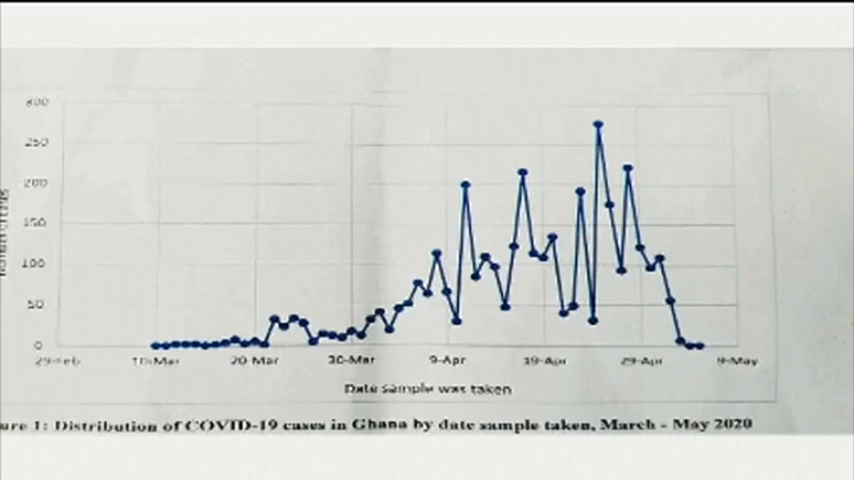 300
250
200
150
100
50
0
29-Feb 10-Mar 20-Mar 30-Mar 9-Apr 19-Apr 29-Apr 9-May
Date sample was taken
ure 1: Distribution of COVID-19 cases in Ghana by date sample taken, March - May 2020